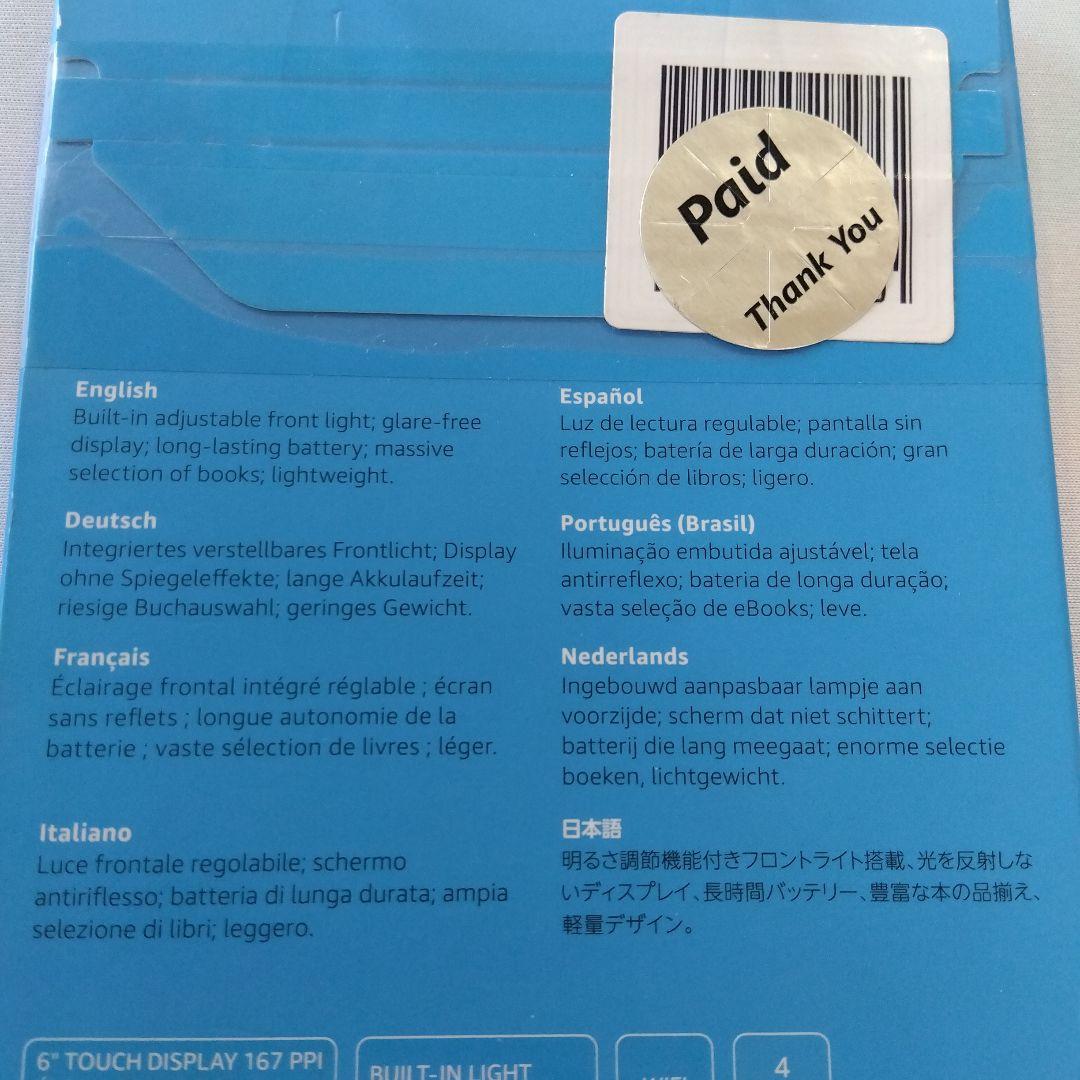 Paid
Thank You
English
Built-in adjustable front light; glare-free
display; long-lasting battery; massive
selection of books; lightweight.
Deutsch
Integriertes verstellbares Frontlicht; Display
ohne Spiegeleffekte; lange Akkulaufzeit;
riesige Buchauswahl; geringes Gewicht.
Français
Éclairage frontal intégré réglable ; écran
sans reflets ; longue autonomie de la
batterie ; vaste sélection de livres ; léger.
Italiano
Luce frontale regolabile; schermo
antiriflesso; batteria di lunga durata; ampia
selezione di libri; leggero.
Español
Luz de lectura regulable; pantalla sin
reflejos; batería de larga duración; gran
selección de libros; ligero.
Português (Brasil)
Iluminação embutida ajustável; tela
antirreflexo; bateria de longa duração;
vasta seleção de eBooks; leve.
Nederlands
Ingebouwd aanpasbaar lampje aan
voorzijde; scherm dat niet schittert;
batterij die lang meegaat; enorme selectie
boeken, lichtgewicht.
日本語
明るさ調節機能付きフロントライト搭載、光を反射しな
いディスプレイ、長時間バッテリー、豊富な本の品揃え、
軽量デザイン。
6" TOUCH DISPLAY 167 PPI
BUILT-IN LIGHT
WIFI
4